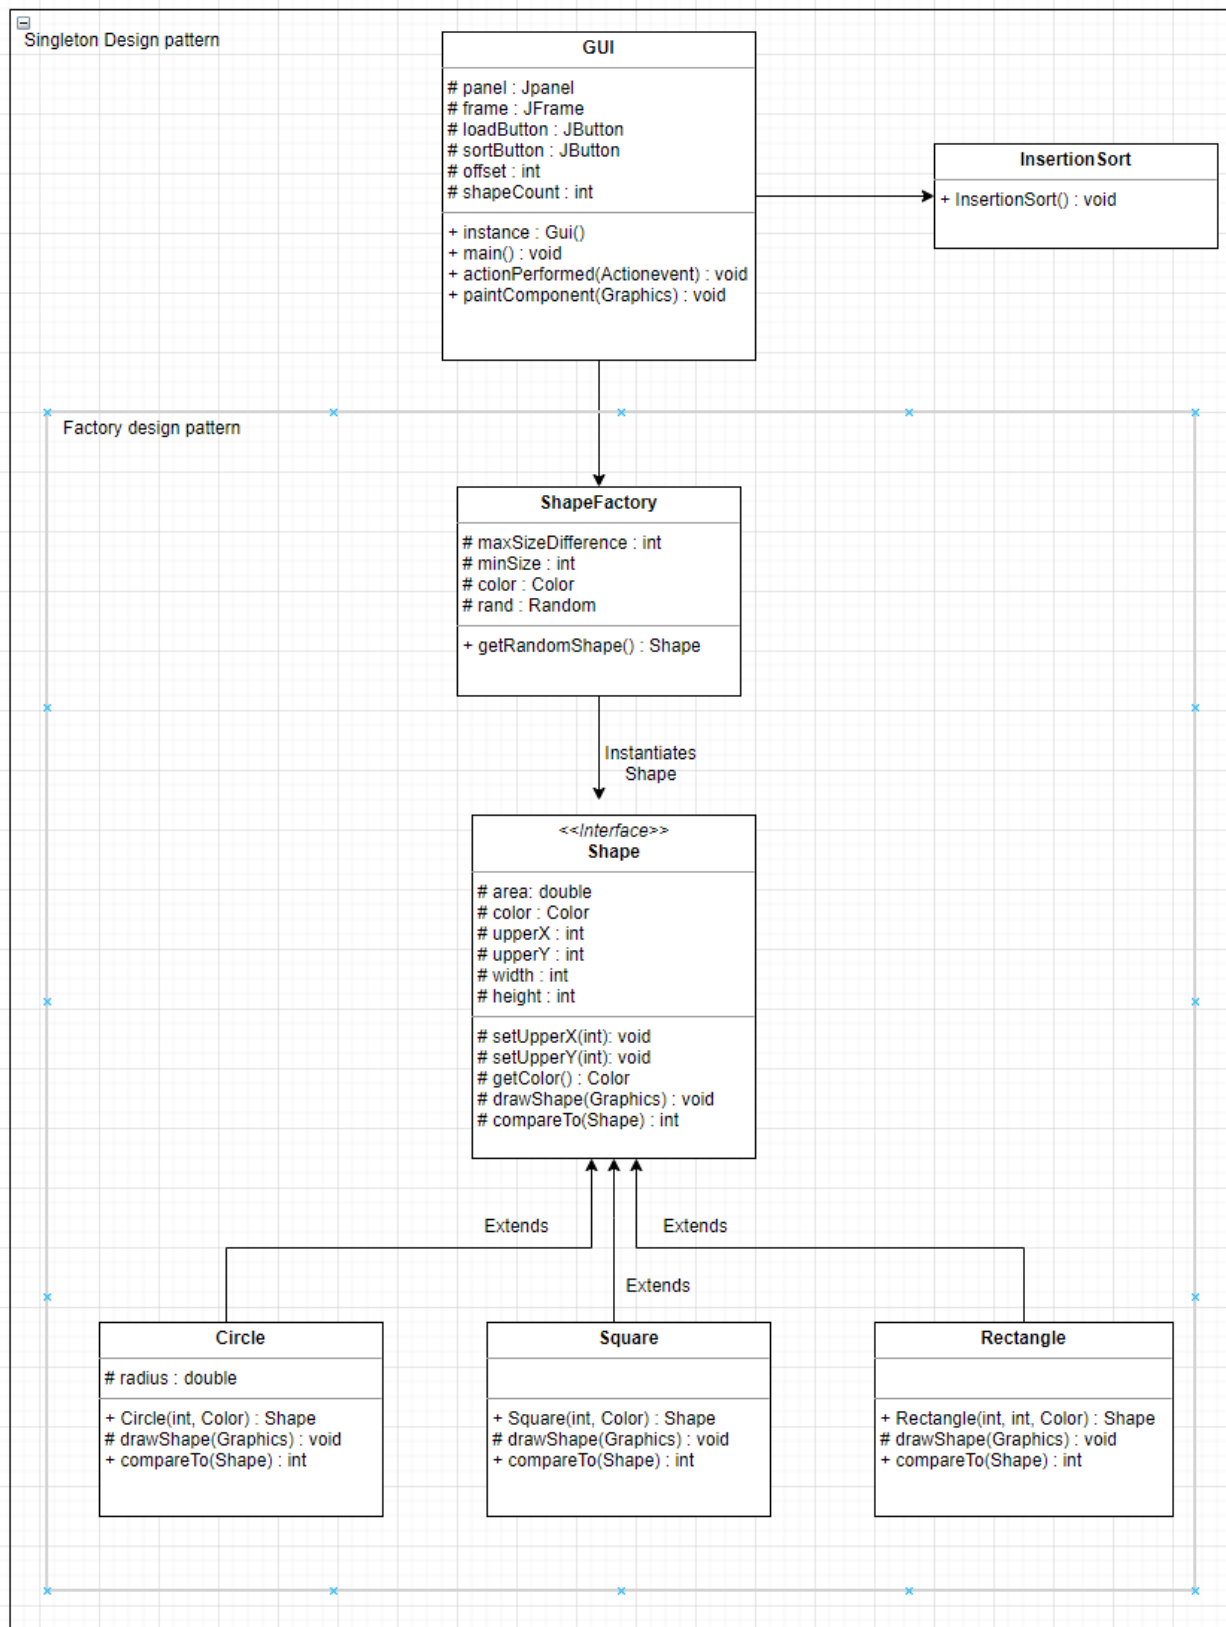 Singleton Design pattern
GUI
# panel : Jpanel
# frame : JFrame
# loadButton : JButton
# sortButton : JButton
# offset : int
# shapeCount : int
+ instance : Gui()
+ main() : void
+ actionPerformed(Actionevent) : void
+ paintComponent(Graphics) : void
InsertionSort
+ InsertionSort() : void
Factory design pattern
ShapeFactory
# maxSizeDifference : int
# minSize : int
# color : Color
# rand : Random
+ getRandomShape() : Shape
Instantiates
Shape
<<Interface>>
Shape
# area: double
# color : Color
# upperX : int
# upperY : int
# width : int
# height : int
# setUpperX(int): void
# setUpperY(int): void
# getColor() : Color
# drawShape(Graphics) : void
# compareTo(Shape) : int
Extends
Extends
Extends
Circle
# radius : double
+ Circle(int, Color) : Shape
# drawShape(Graphics) : void
+ compareTo(Shape) : int
Square
+ Square(int, Color) : Shape
# drawShape(Graphics) : void
+ compareTo(Shape) : int
Rectangle
+ Rectangle(int, int, Color) : Shape
# drawShape(Graphics) : void
+ compareTo(Shape) : int